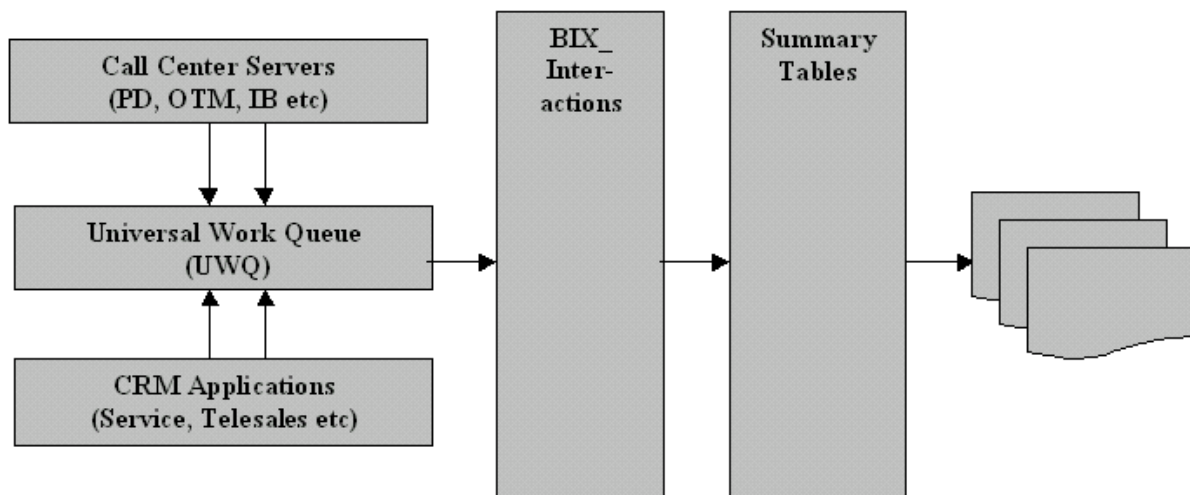 Call Center Servers
(PD, OTM, IB etc)
Universal Work Queue
(UWQ)
CRM Applications
(Service, Telesales etc)
BIX_
Inter-
actions
Summary
Tables